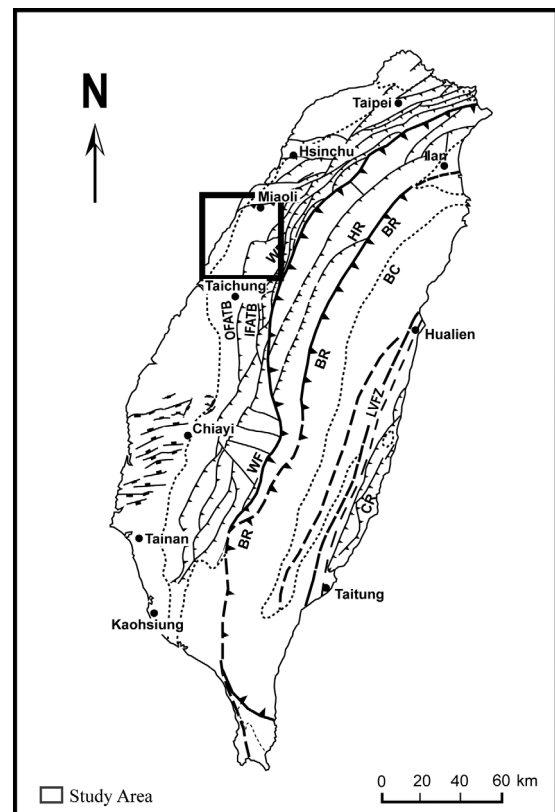 N
Taipei
Hsinchu
Ilan
Miaoli
HR
BR
BC
Taichung
OFATB
IFATB
Hualien
BR
LVFZ
Chiayi
WF
CR
Tainan
BR
Taitung
Kaohsiung
Study Area
0 20 40 60 km